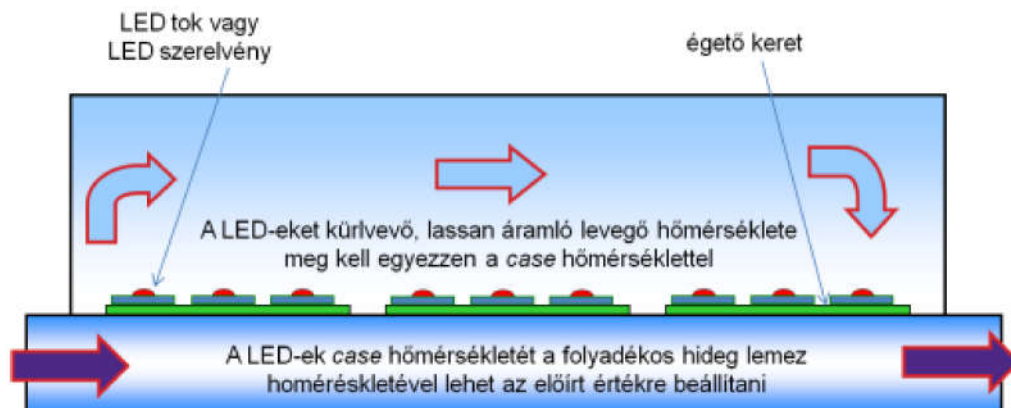 LED tok vagy
LED szerelvény
égető keret
A LED-eket kürlvevő, lassan áramló levegő hőmérséklete
meg kell egyezzen a case hőmérséklettel
A LED-ek case hőmérsékletét a folyadékos hideg lemez
homéréskletével lehet az előírt értékre beállítani